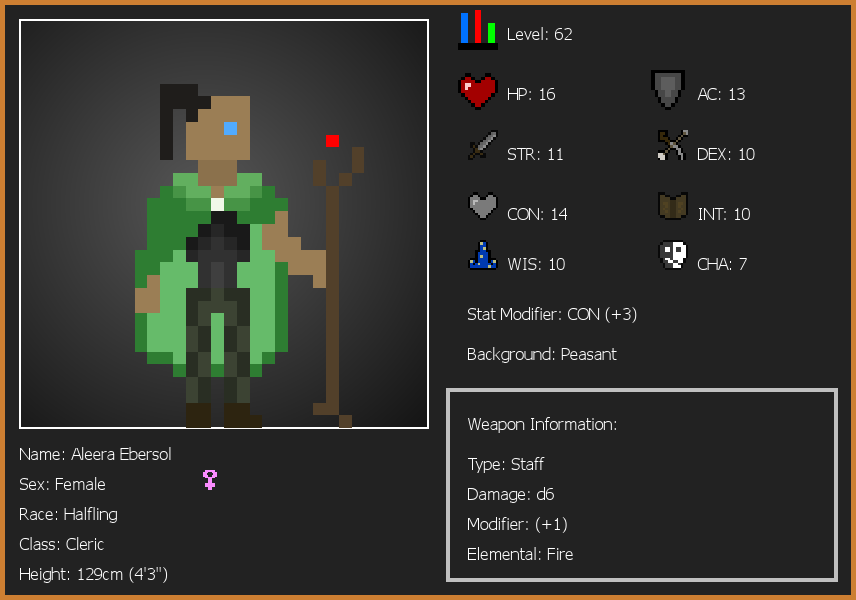 Level: 62
HP: 16
AC: 13
STR: 11
DEX: 10
CON: 14
INT: 10
WIS: 10
CHA: 7
Stat Modifier: CON (+3)
Background: Peasant
Weapon Information:
Type: Staff
Damage: d6
Modifier: (+1)
Elemental: Fire
Name: Aleera Ebersol
Sex: Female
Race: Halfling
Class: Cleric
Height: 129cm (4'3")